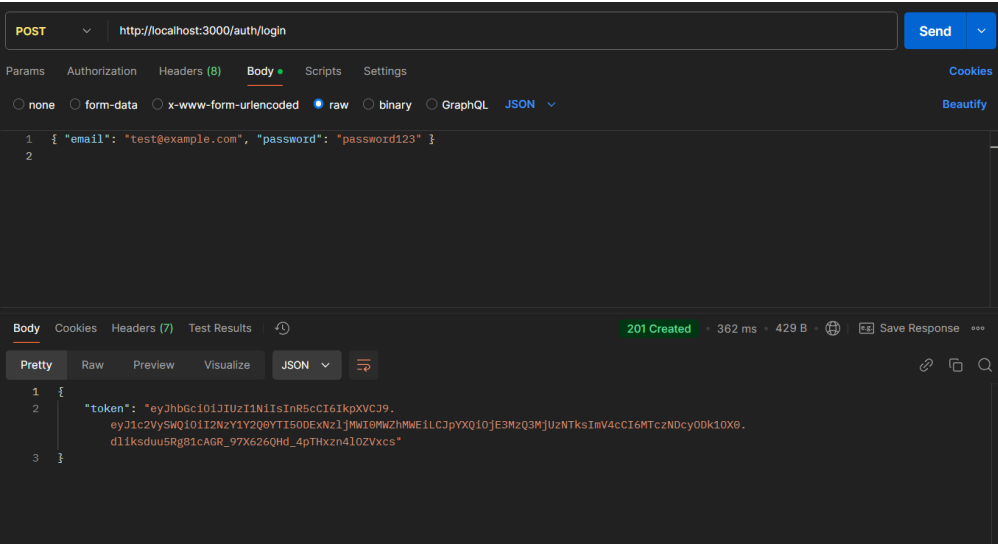 POST http://localhost:3000/auth/login Send
Params Authorization Headers (8) Body Scripts Settings Cookies
none form-data x-www-form-urlencoded raw binary GraphQL JSON Beautify
1 { "email": "test@example.com", "password": "password123" }
2
Body Cookies Headers (7) Test Results 201 Created 362 ms 429 B e.g. Save Response
Pretty Raw Preview Visualize JSON
1 {
2 "token": "eyJhbGciOiJIUzI1NiIsInR5cCI6IkpXVCJ9.
eyJ1c2VySWQiOiI2NzY1Y2Q0YTI5ODExNzljMWI0MWZhMWEiLCJpYXQiOjE3MzQ3MjUzNTksImV4cCI6MTczNDcyODk1OX0.
dliksduu5Rg81cAGR_97X626QHd_4pTHxzn4lOZVxcs"
3 }